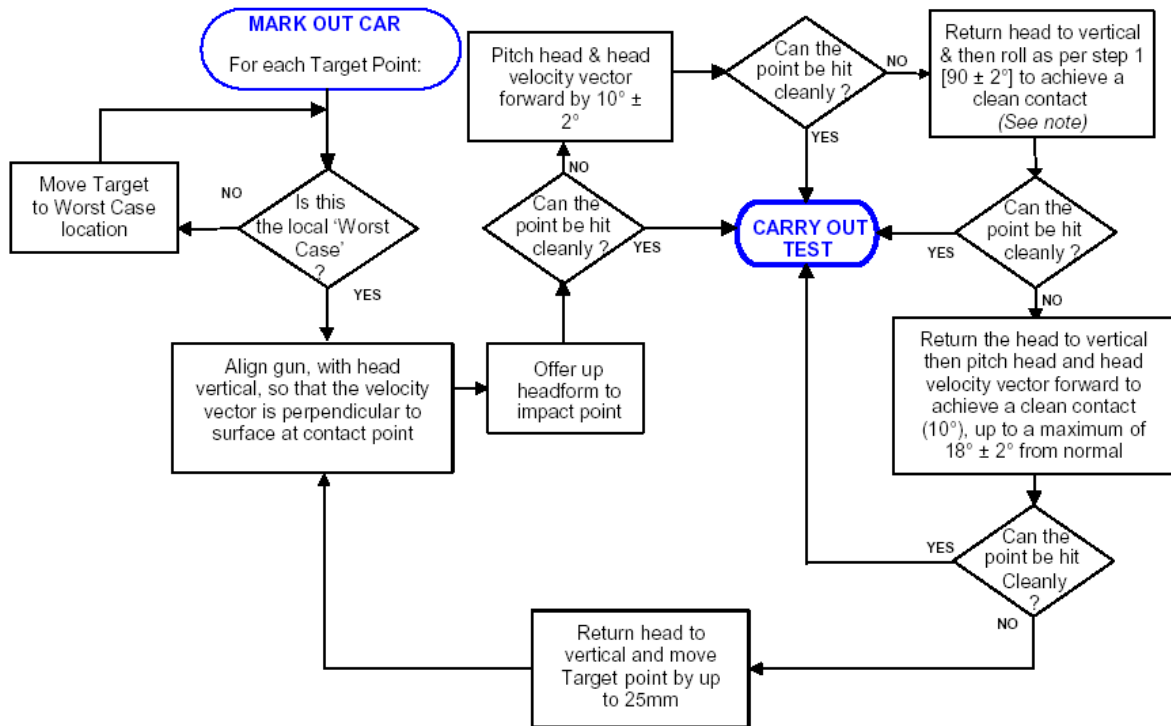 MARK OUT CAR
For each Target Point:
Move Target
to Worst Case
location
NO
Is this
the local ‘Worst
Case’
?
YES
Align gun, with head
vertical, so that the velocity
vector is perpendicular to
surface at contact point
Offer up
headform to
impact point
Can the
point be hit
cleanly ?
NO
YES
Pitch head & head
velocity vector
forward by 10° ±
2°
Can the
point be hit
cleanly ?
NO
YES
CARRY OUT
TEST
Return head to vertical
& then roll as per step 1
[90 ± 2°] to achieve a
clean contact
(See note)
Can the
point be hit
cleanly ?
YES
NO
Return the head to vertical
then pitch head and head
velocity vector forward to
achieve a clean contact
(10°), up to a maximum of
18° ± 2° from normal
Can the
point be hit
Cleanly
?
YES
NO
Return head to
vertical and move
Target point by up
to 25mm